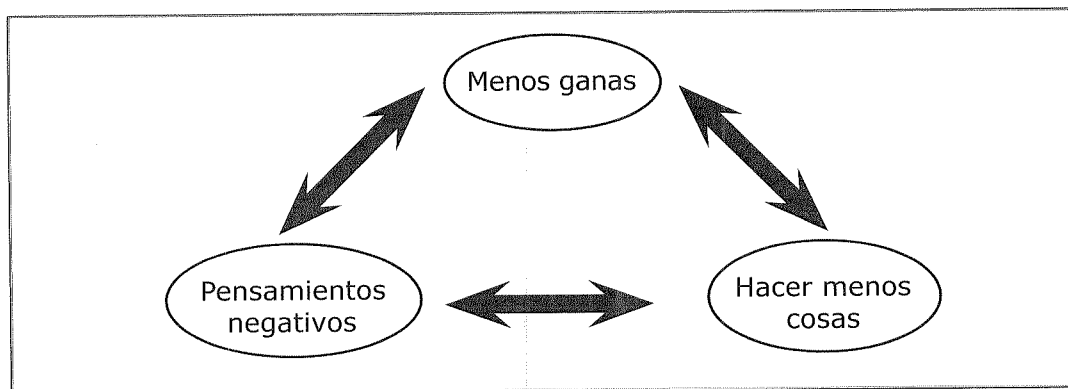 Menos ganas
Pensamientos
negativos
Hacer menos
cosas